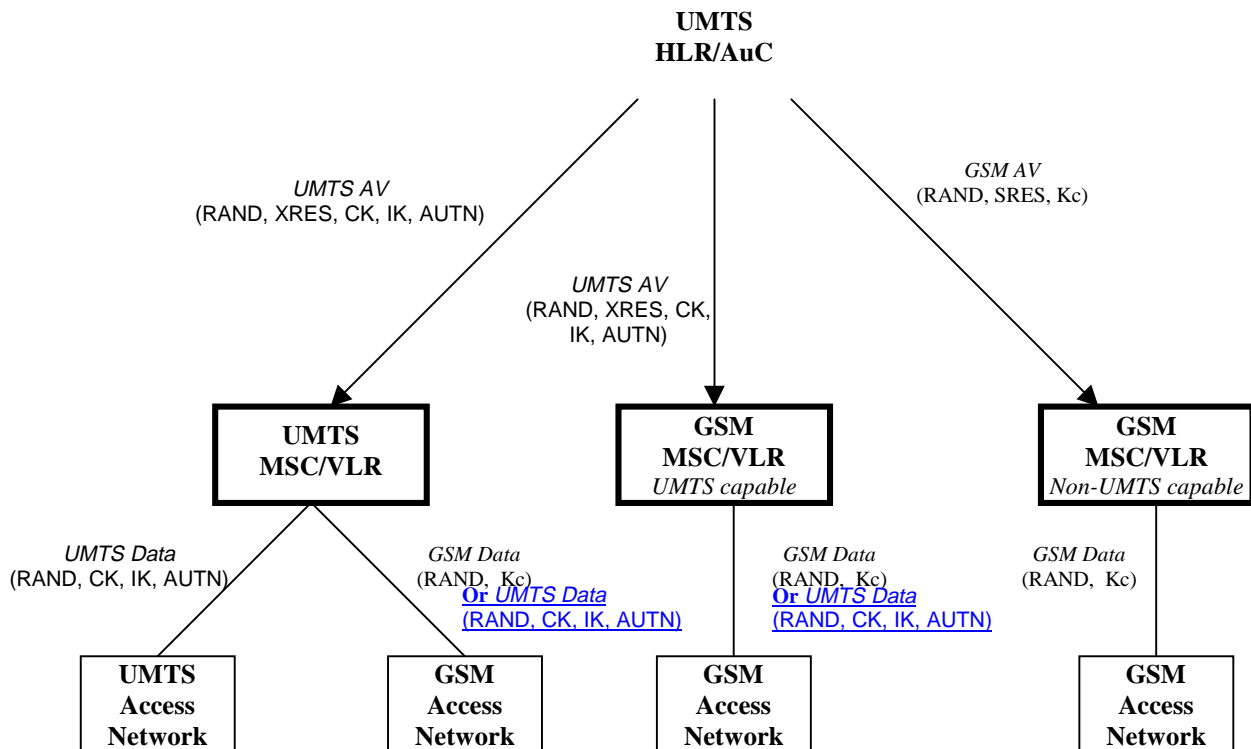 UMTS
HLR/AuC
UMTS AV
(RAND, XRES, CK, IK, AUTN)
UMTS AV
(RAND, XRES, CK,
IK, AUTN)
GSM AV
(RAND, SRES, Kc)
UMTS
MSC/VLR
GSM
MSC/VLR
UMTS capable
GSM
MSC/VLR
Non-UMTS capable
UMTS Data
(RAND, CK, IK, AUTN)
GSM Data
(RAND, Kc)
Or UMTS Data
(RAND, CK, IK, AUTN)
GSM Data
(RAND, Kc)
Or UMTS Data
(RAND, CK, IK, AUTN)
GSM Data
(RAND, Kc)
UMTS
Access
Network
GSM
Access
Network
GSM
Access
Network
GSM
Access
Network